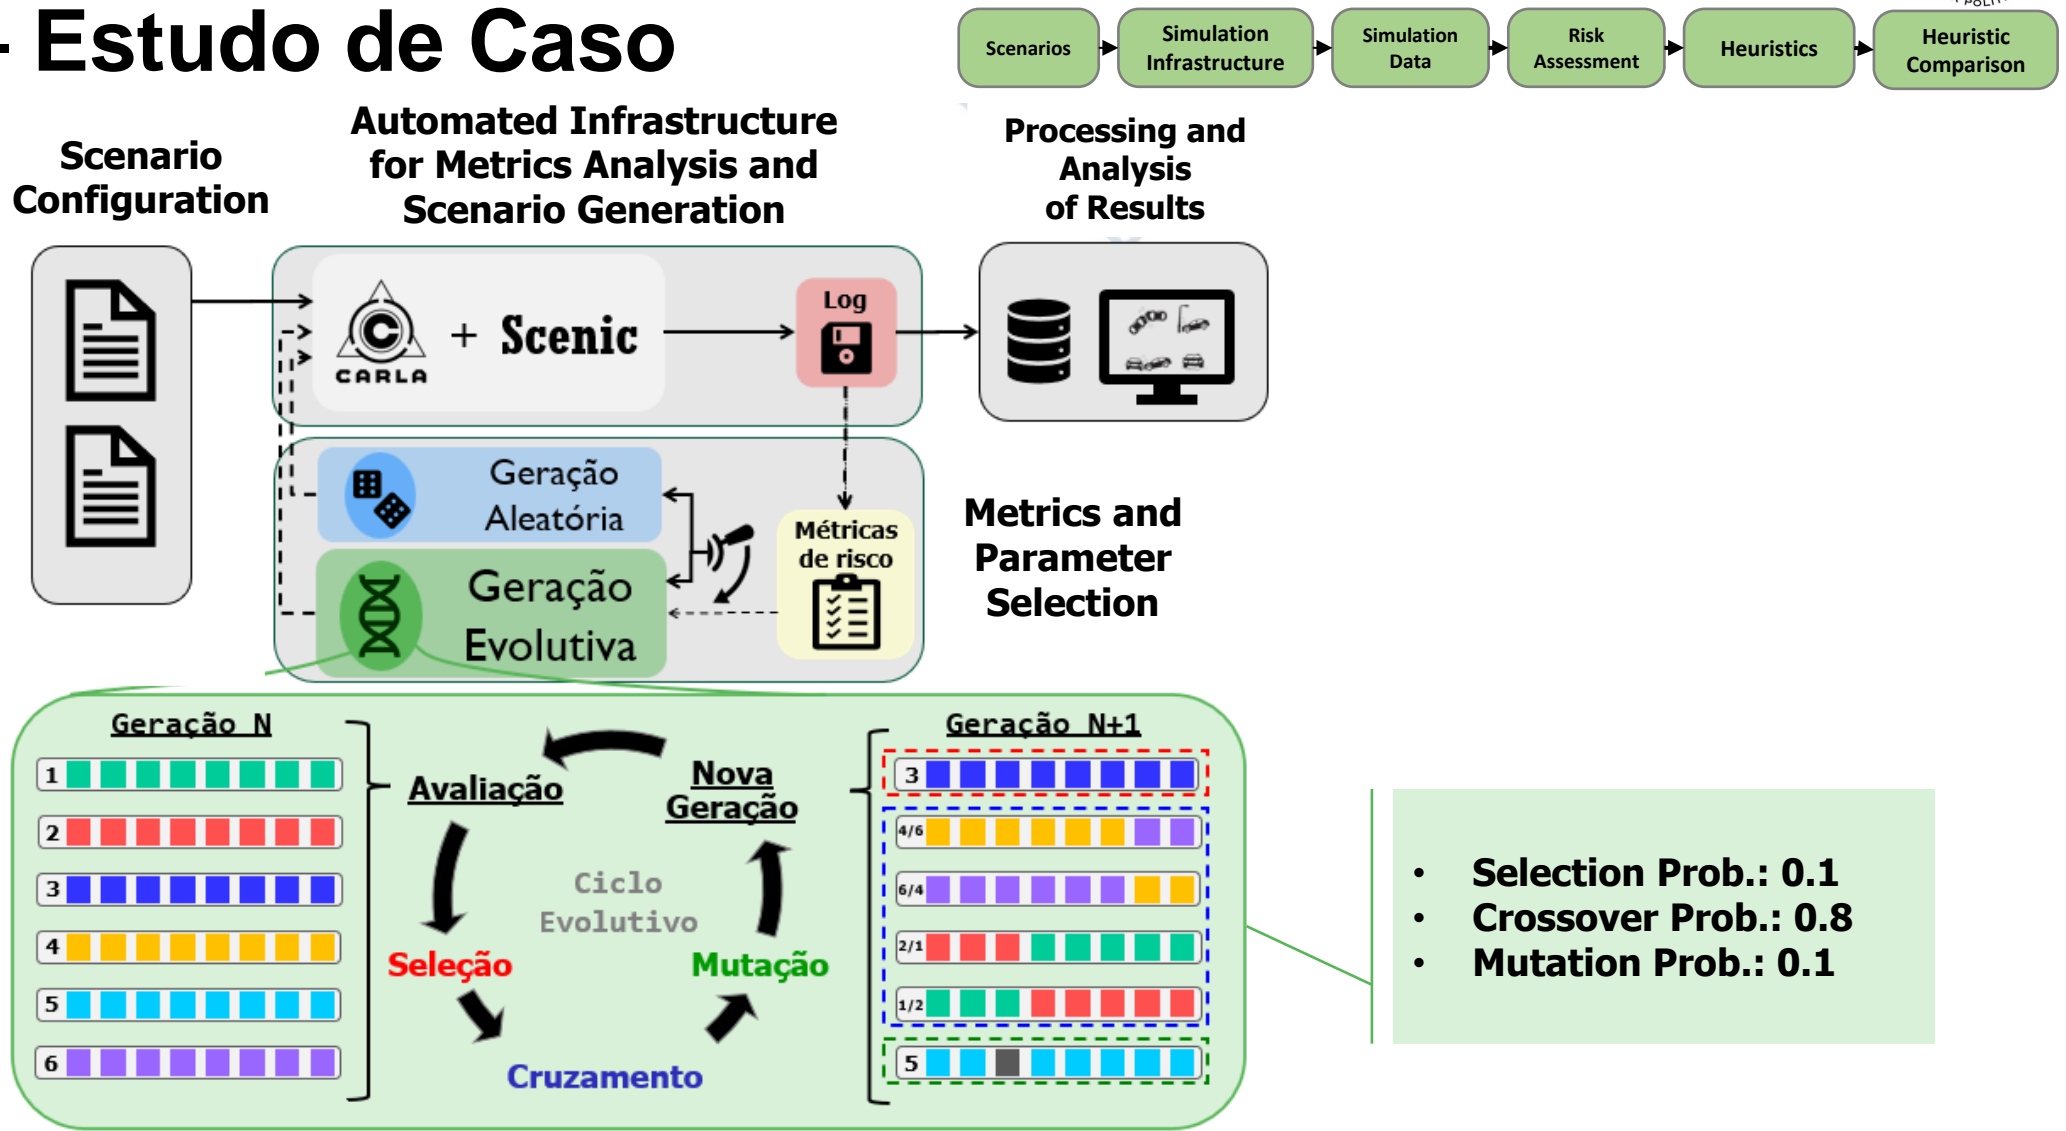 - Estudo de Caso
Scenarios
Simulation
Infrastructure
Simulation
Data
Risk
Assessment
Heuristics
Heuristic
Comparison
Scenario
Configuration
Automated Infrastructure
for Metrics Analysis and
Scenario Generation
Processing and
Analysis
of Results
CARLA
+ Scenic
Log
Geração
Aleatória
Geração
Evolutiva
Métricas
de risco
Metrics and
Parameter
Selection
Geração N
1
2
3
4
5
6
Avaliação
Nova
Geração
Ciclo
Evolutivo
Seleção
Mutação
Cruzamento
Geração N+1
3
4/6
6/4
2/1
1/2
5
• Selection Prob.: 0.1
• Crossover Prob.: 0.8
• Mutation Prob.: 0.1